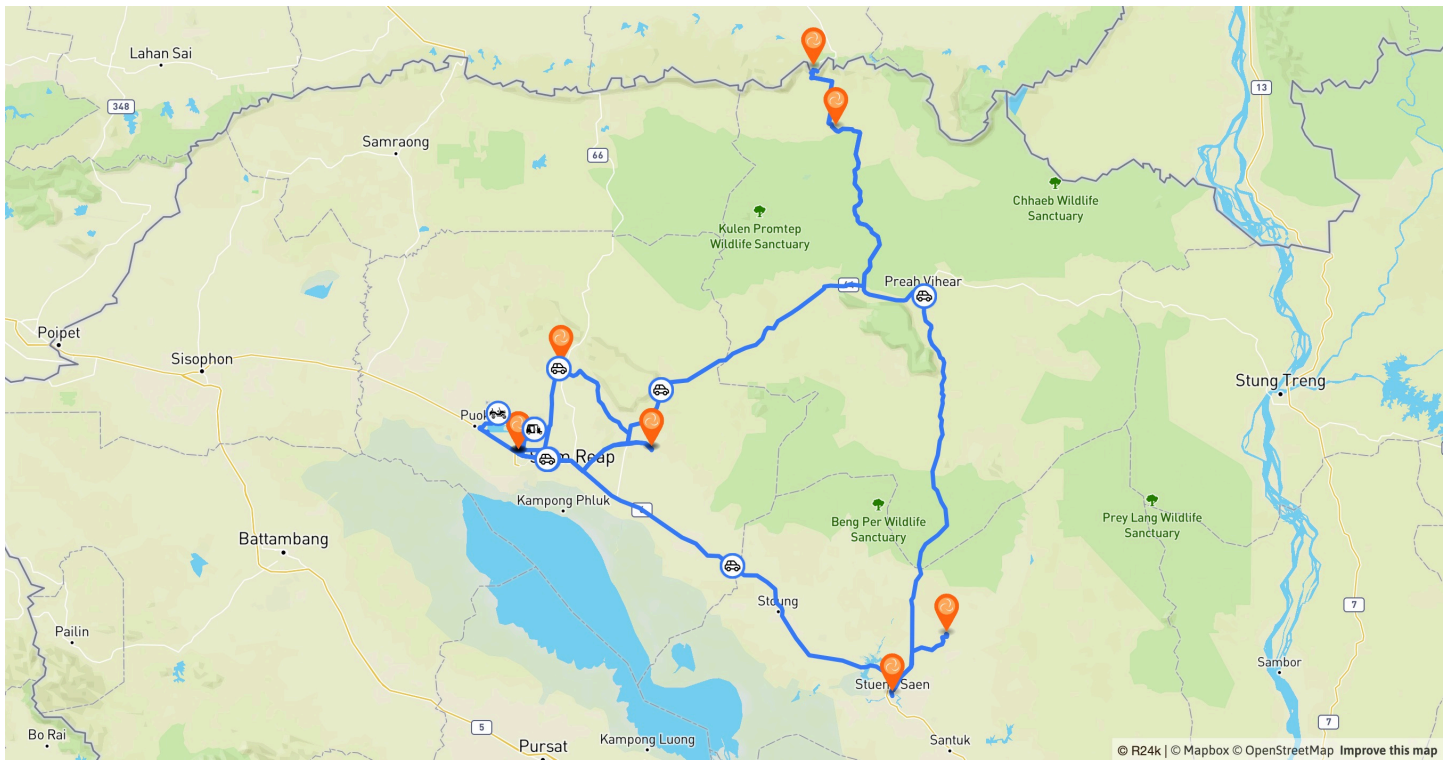 Lahan Sai
13
348
Samraong
66
Chhaeb Wildlife
Sanctuary
Kulen Promtep
Wildlife Sanctuary
Preah Vihear
Poipet
Sisophon
Stung Treng
Reap
Kampong Phluk
Beng Per Wildlife
Sanctuary
Prey Lang Wildlife
Sanctuary
Battambang
Stoung
7
Pailin
Sambor
Saen
5
7
Bo Rai
Pursat
Kampong Luong
Santuk
© R24k | © Mapbox © OpenStreetMap Improve this map